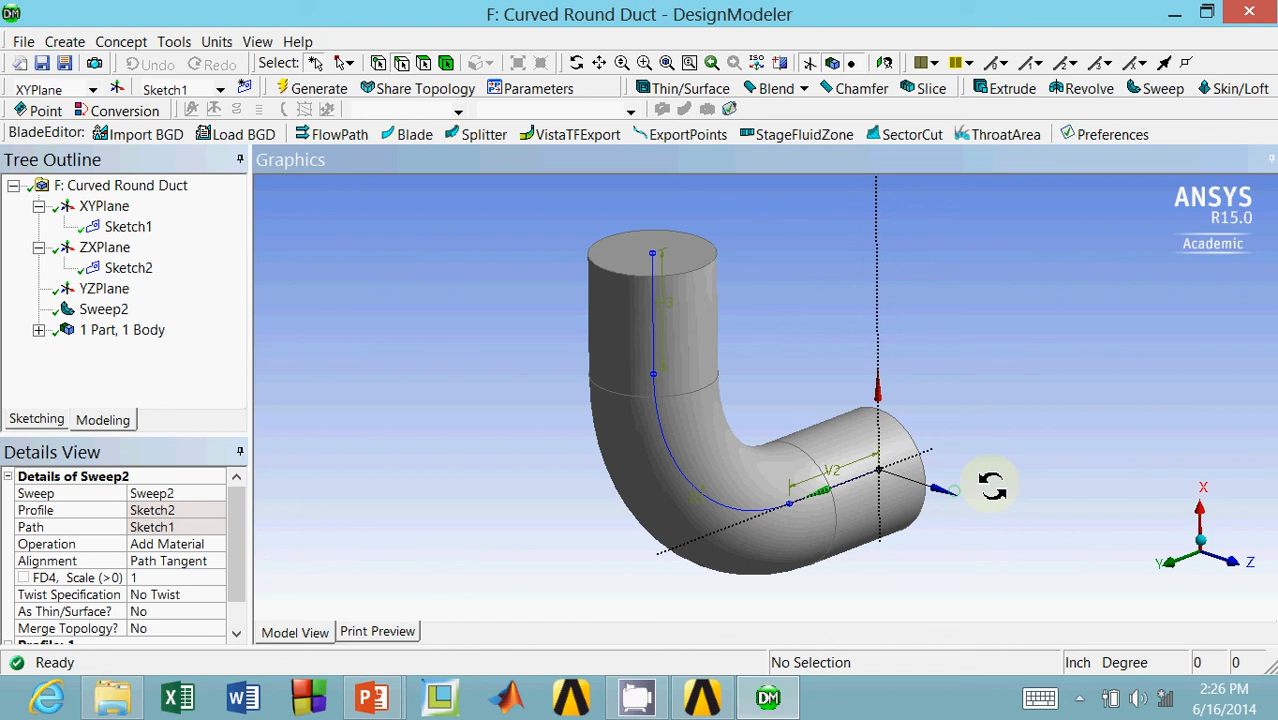 F: Curved Round Duct - DesignModeler
File Create Concept Tools Units View Help
Undo Redo Select:
XYPlane Sketch1 Generate Share Topology Parameters Thin/Surface Blend Chamfer Slice Extrude Revolve Sweep Skin/Loft
Point Conversion
BladeEditor: Import BGD Load BGD FlowPath Blade Splitter VistaTFExport ExportPoints StageFluidZone SectorCut ThroatArea Preferences
Tree Outline
Graphics
F: Curved Round Duct
XYPlane
Sketch1
ZXPlane
Sketch2
YZPlane
Sweep2
1 Part, 1 Body
Sketching Modeling
ANSYS
R15.0
Academic
V2
X
Y
Z
Details View
Details of Sweep2
Sweep Sweep2
Profile Sketch2
Path Sketch1
Operation Add Material
Alignment Path Tangent
FD4, Scale (>0) 1
Twist Specification No Twist
As Thin/Surface? No
Merge Topology? No
Profile: 1
Model View Print Preview
Ready No Selection Inch Degree 0 0
DM
2:26 PM
6/16/2014